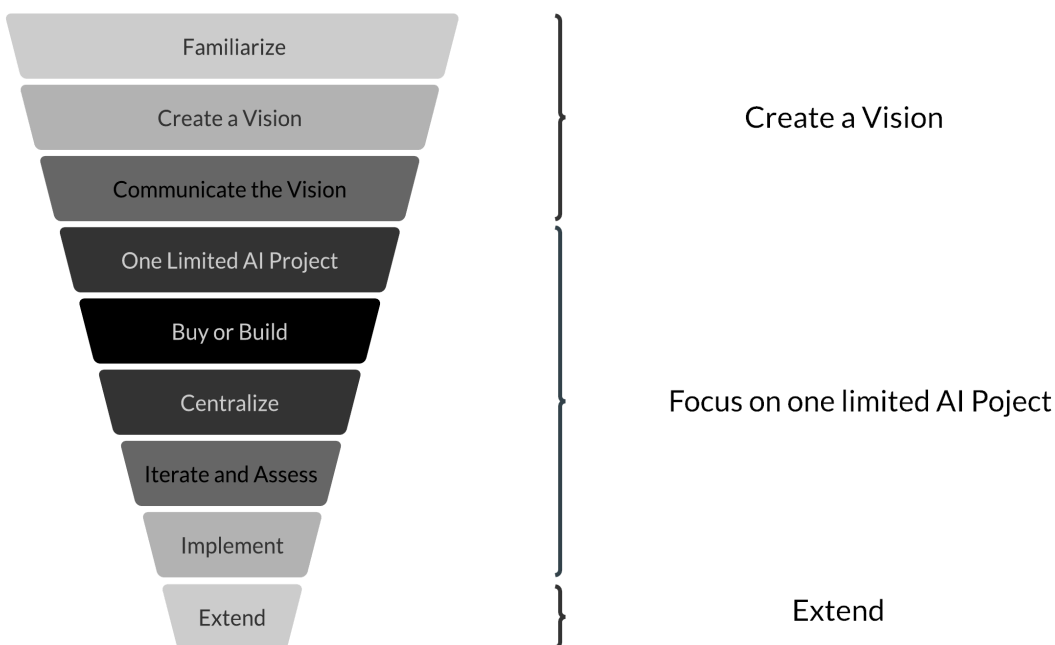 Familiarize
Create a Vision
Communicate the Vision
One Limited AI Project
Buy or Build
Centralize
Iterate and Assess
Implement
Extend
Create a Vision
Focus on one limited AI Poject
Extend